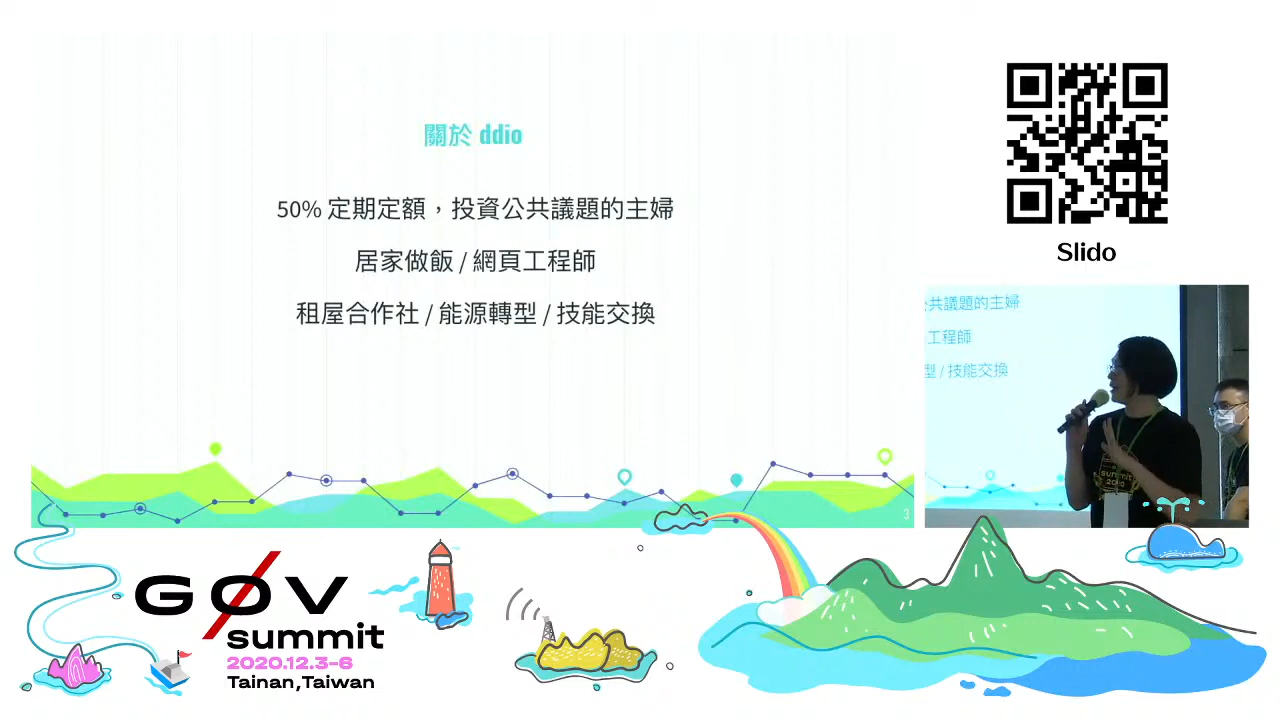 關於 ddio
50% 定期定額，投資公共議題的主婦
居家做飯 / 網頁工程師
租屋合作社 / 能源轉型 / 技能交換
3
Slido
共議題的主婦
工程師
型 / 技能交換
summit
GØV
summit
2020.12.3-6
Tainan,Taiwan